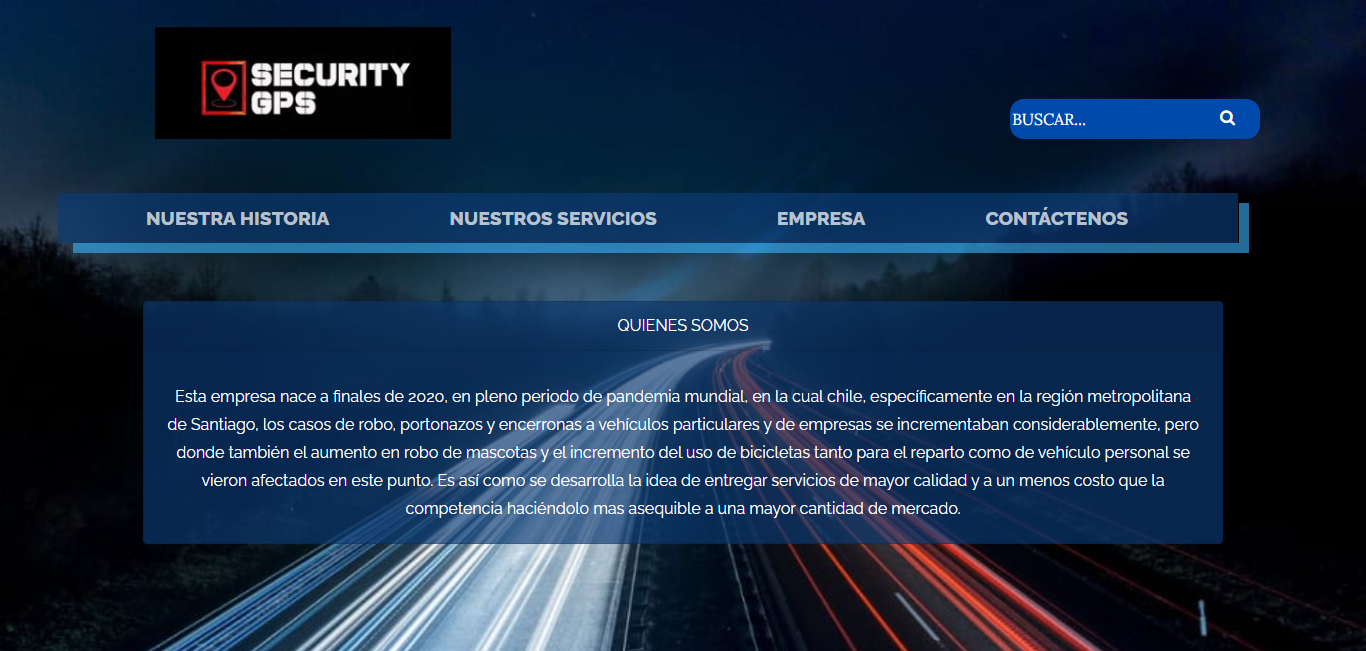 SECURITY
GPS
BUSCAR...
NUESTRA HISTORIA NUESTROS SERVICIOS EMPRESA CONTÁCTENOS
QUIENES SOMOS
Esta empresa nace a finales de 2020, en pleno periodo de pandemia mundial, en la cual chile, específicamente en la región metropolitana
de Santiago, los casos de robo, portonazos y encerronas a vehículos particulares y de empresas se incrementaban considerablemente, pero
donde también el aumento en robo de mascotas y el incremento del uso de bicicletas tanto para el reparto como de vehículo personal se
vieron afectados en este punto. Es así como se desarrolla la idea de entregar servicios de mayor calidad y a un menos costo que la
competencia haciéndolo mas asequible a una mayor cantidad de mercado.